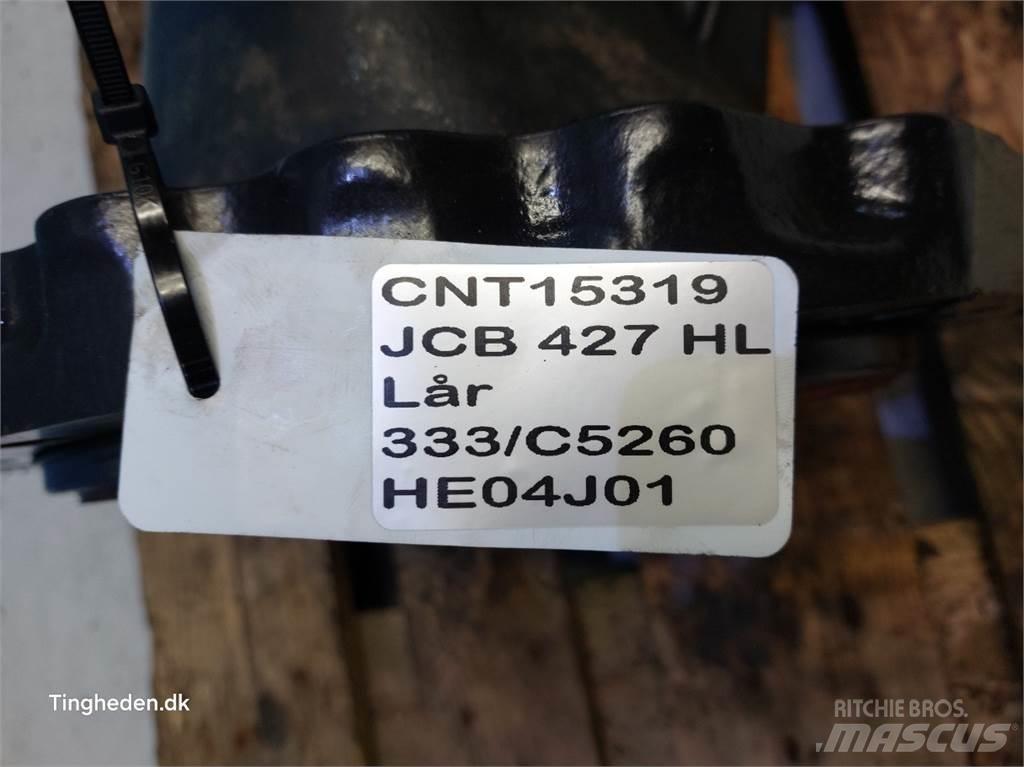 CNT15319
JCB 427 HL
Lår
333/C5260
HE04J01
Tingheden.dk
RITCHIE BROS.
MASCUS